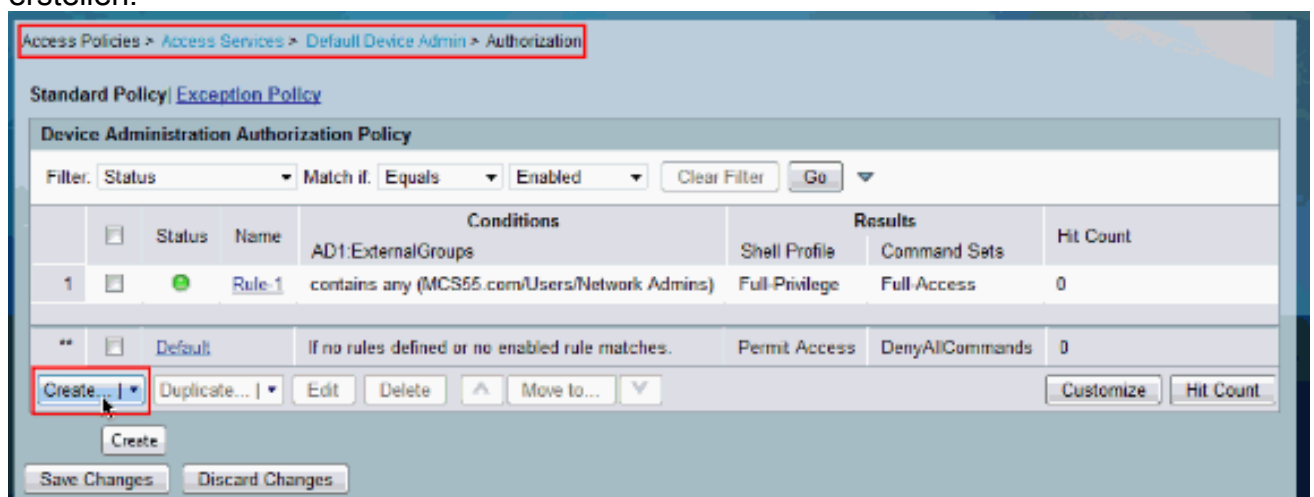 erstellen.
Access Policies > Access Services > Default Device Admin > Authorization
Standard Policy| Exception Policy
Device Administration Authorization Policy
Filter: Status Match if: Equals Enabled Clear Filter Go
Status Name Conditions Results Hit Count
AD1:ExternalGroups Shell Profile Command Sets
1 Rule-1 contains any (MCS55.com/Users/Network Admins) Full-Privilege Full-Access 0
** Default If no rules defined or no enabled rule matches. Permit Access DenyAllCommands 0
Create... | Duplicate... | Edit Delete Move to... Customize Hit Count
Create
Save Changes Discard Changes